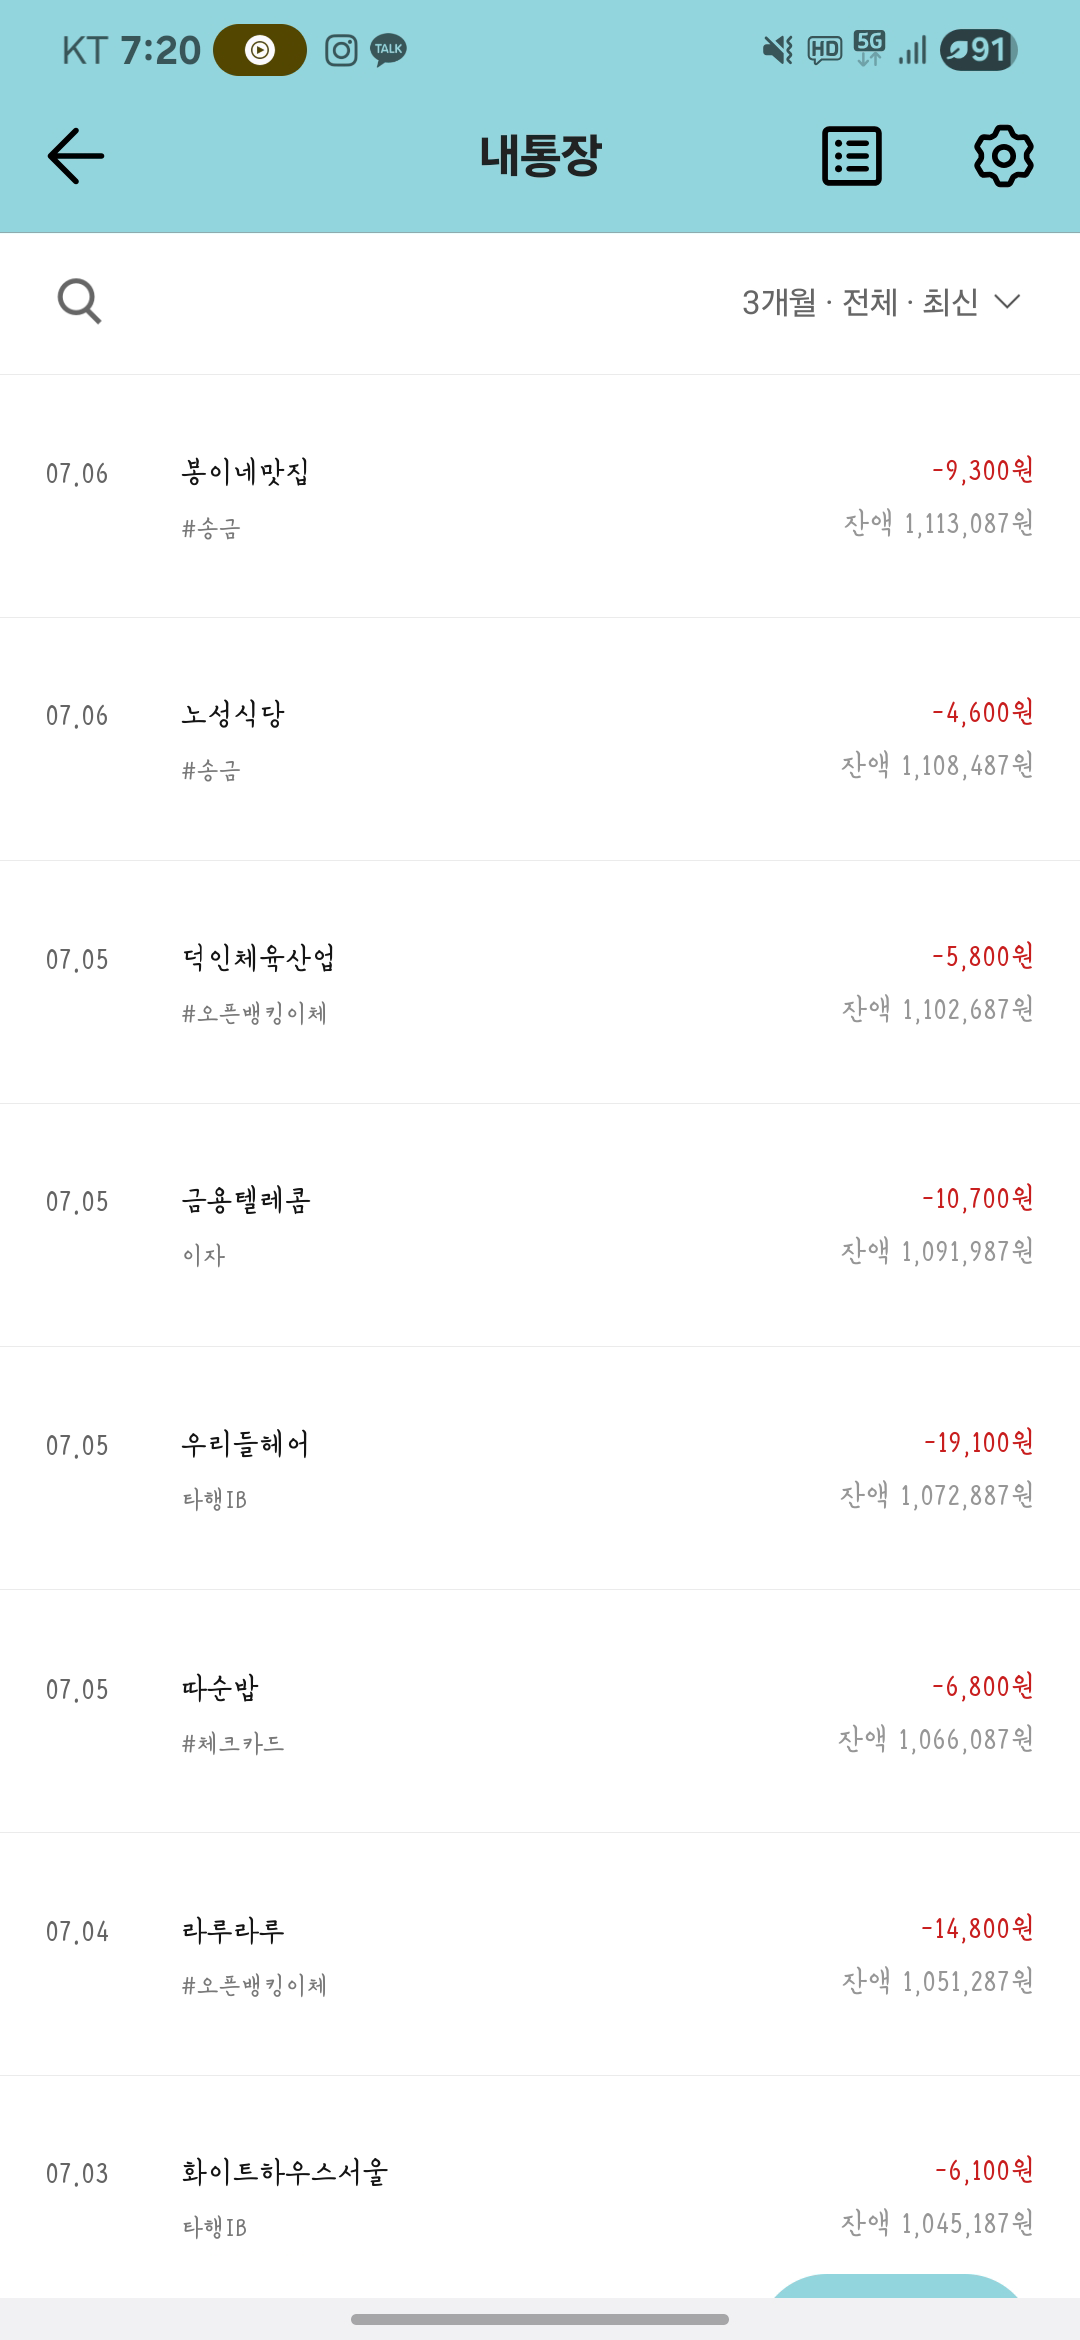 KT 7:20 TALK HD 5G 91
내통장
3개월 · 전체 · 최신
07.06 봉이네맛집 -9,300원
#송금 잔액 1,113,087원
07.06 노성식당 -4,600원
#송금 잔액 1,108,487원
07.05 덕인체육산업 -5,800원
#오픈뱅킹이체 잔액 1,102,687원
07.05 금용텔레콤 -10,700원
이자 잔액 1,091,987원
07.05 우리들헤어 -19,100원
타행IB 잔액 1,072,887원
07.05 따순밥 -6,800원
#체크카드 잔액 1,066,087원
07.04 라루라루 -14,800원
#오픈뱅킹이체 잔액 1,051,287원
07.03 화이트하우스서울 -6,100원
타행IB 잔액 1,045,187원